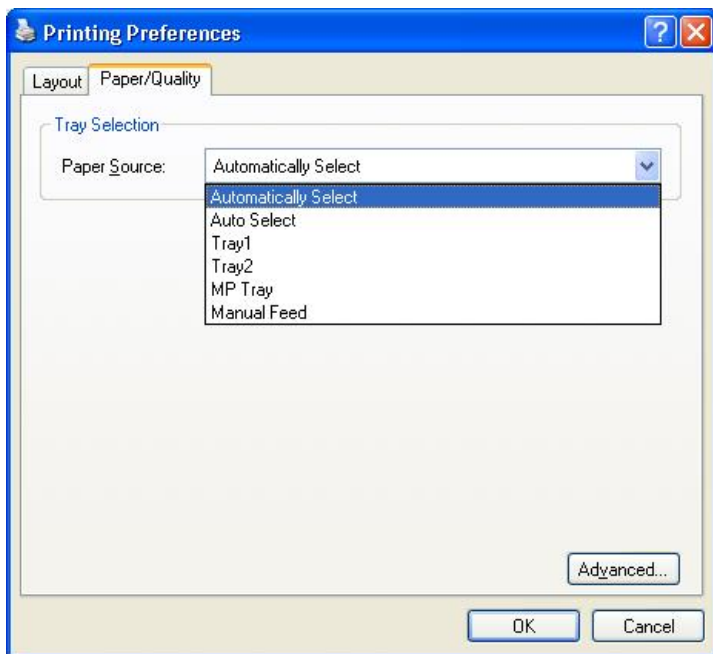 Printing Preferences
Layout Paper/Quality
Tray Selection
Paper Source: Automatically Select
Automatically Select
Auto Select
Tray1
Tray2
MP Tray
Manual Feed
Advanced...
OK Cancel